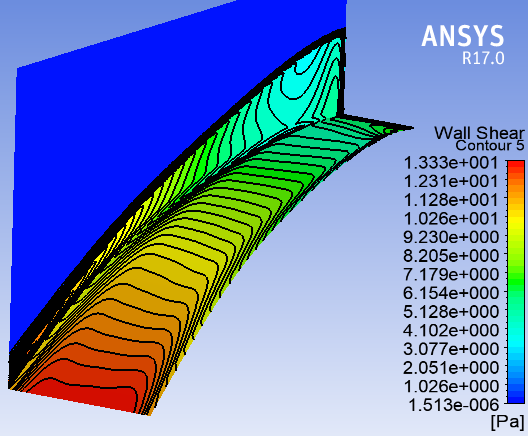 ANSYS
R17.0
Wall Shear
Contour 5
1.333e+001
1.231e+001
1.128e+001
1.026e+001
9.230e+000
8.205e+000
7.179e+000
6.154e+000
5.128e+000
4.102e+000
3.077e+000
2.051e+000
1.026e+000
1.513e-006
[Pa]